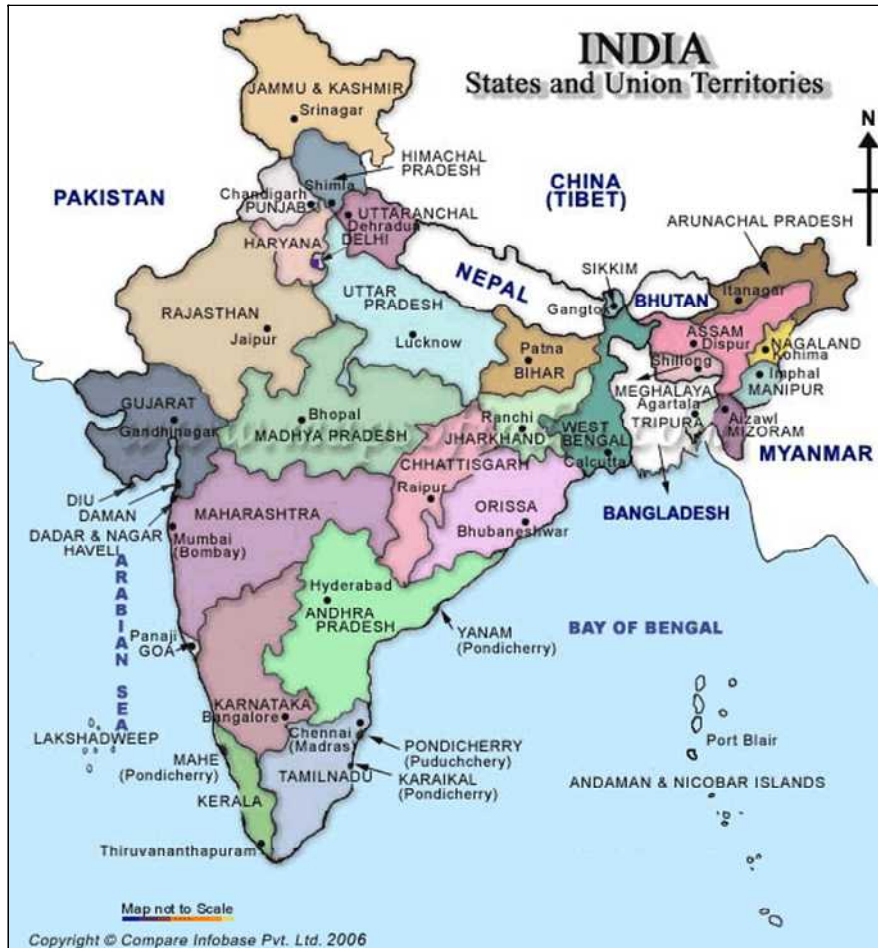 INDIA
States and Union Territories
N
JAMMU & KASHMIR
Srinagar
HIMACHAL
PRADESH
PAKISTAN
CHINA
(TIBET)
Chandigarh
Shimla
PUNJAB
UTTARANCHAL
Dehradun
ARUNACHAL PRADESH
HARYANA
DELHI
NEPAL
SIKKIM
Gangtok
BHUTAN
Itanagar
RAJASTHAN
Jaipur
UTTAR
PRADESH
Lucknow
Patna
BIHAR
ASSAM
Dispur
NAGALAND
Kohima
Shillong
MEGHALAYA
Imphal
MANIPUR
Agartala
TRIPURA
Aizawl
MIZORAM
MYANMAR
GUJARAT
Gandhinagar
Bhopal
MADHYA PRADESH
Ranchi
JHARKHAND
WEST
BENGAL
Calcutta
CHHATTISGARH
Raipur
DIU
DAMAN
DADAR & NAGAR
HAVELI
MAHARASHTRA
Mumbai
(Bombay)
ORISSA
Bhubaneshwar
BANGLADESH
ARABIAN SEA
Hyderabad
ANDHRA
PRADESH
YANAM
(Pondicherry)
BAY OF BENGAL
Panaji
GOA
KARNATAKA
Bangalore
Chennai
(Madras)
LAKSHADWEEP
MAHE
(Pondicherry)
PONDICHERRY
(Puduchchery)
KARAIKAL
(Pondicherry)
TAMILNADU
KERALA
Thiruvananthapuram
Port Blair
ANDAMAN & NICOBAR ISLANDS
Map not to Scale
Copyright © Compare Infobase Pvt. Ltd. 2006